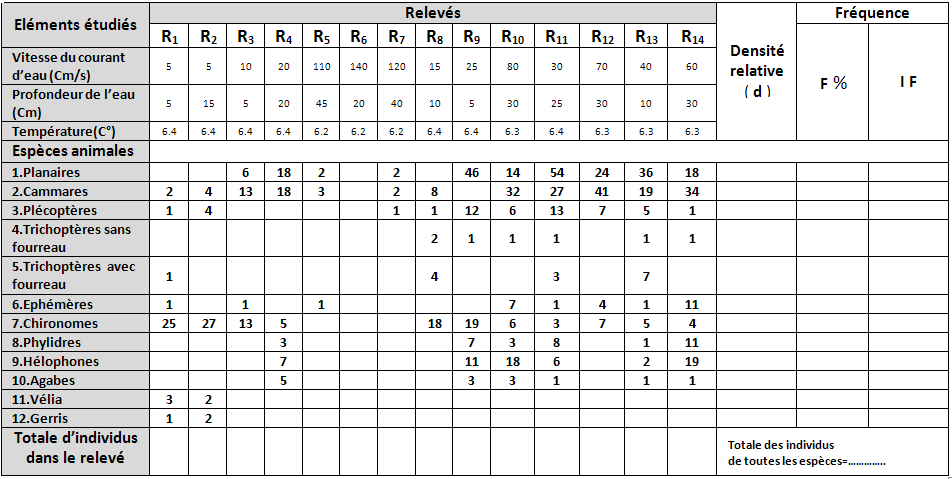 Eléments étudiés Relevés Densité relative ( d ) Fréquence
R1 R2 R3 R4 R5 R6 R7 R8 R9 R10 R11 R12 R13 R14 F % I F
Vitesse du courant d'eau (Cm/s) 5 5 10 20 110 140 120 15 25 80 30 70 40 60
Profondeur de l'eau (Cm) 5 15 5 20 45 20 40 10 5 30 25 30 10 30
Température(C°) 6.4 6.4 6.4 6.4 6.2 6.2 6.2 6.4 6.4 6.3 6.4 6.3 6.3 6.3
Espèces animales
1.Planaires 6 18 2 2 46 14 54 24 36 18
2.Cammares 2 4 13 18 3 2 8 32 27 41 19 34
3.Plécoptères 1 4 1 1 12 6 13 7 5 1
4.Trichoptères sans fourreau 2 1 1 1 1 1
5.Trichoptères avec fourreau 1 4 3 7
6.Ephémères 1 1 1 7 1 4 1 11
7.Chironomes 25 27 13 5 18 19 6 3 7 5 4
8.Phylidres 3 7 3 8 1 11
9.Hélophones 7 11 18 6 2 19
10.Agabes 5 3 3 1 1 1
11.Vélia 3 2
12.Gerris 1 2
Totale d'individus dans le relevé
Totale des individus
de toutes les espèces=…………..